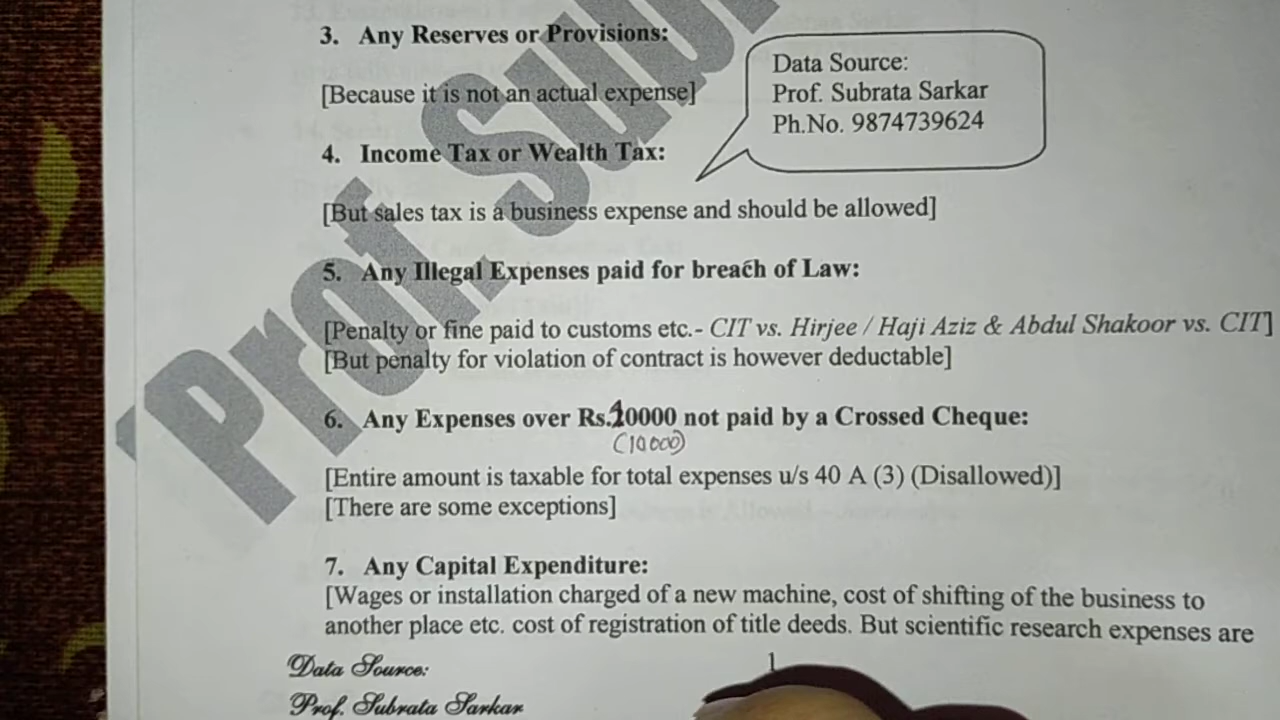 3. Any Reserves or Provisions:
[Because it is not an actual expense]
Data Source:
Prof. Subrata Sarkar
Ph.No. 9874739624
4. Income Tax or Wealth Tax:
[But sales tax is a business expense and should be allowed]
5. Any Illegal Expenses paid for breach of Law:
[Penalty or fine paid to customs etc.- CIT vs. Hirjee / Haji Aziz & Abdul Shakoor vs. CIT]
[But penalty for violation of contract is however deductable]
6. Any Expenses over Rs.10000 not paid by a Crossed Cheque:
(10000)
[Entire amount is taxable for total expenses u/s 40 A (3) (Disallowed)]
[There are some exceptions]
7. Any Capital Expenditure:
[Wages or installation charged of a new machine, cost of shifting of the business to
another place etc. cost of registration of title deeds. But scientific research expenses are
1
Data Source:
Prof. Subrata Sarkar
Prof. Sub